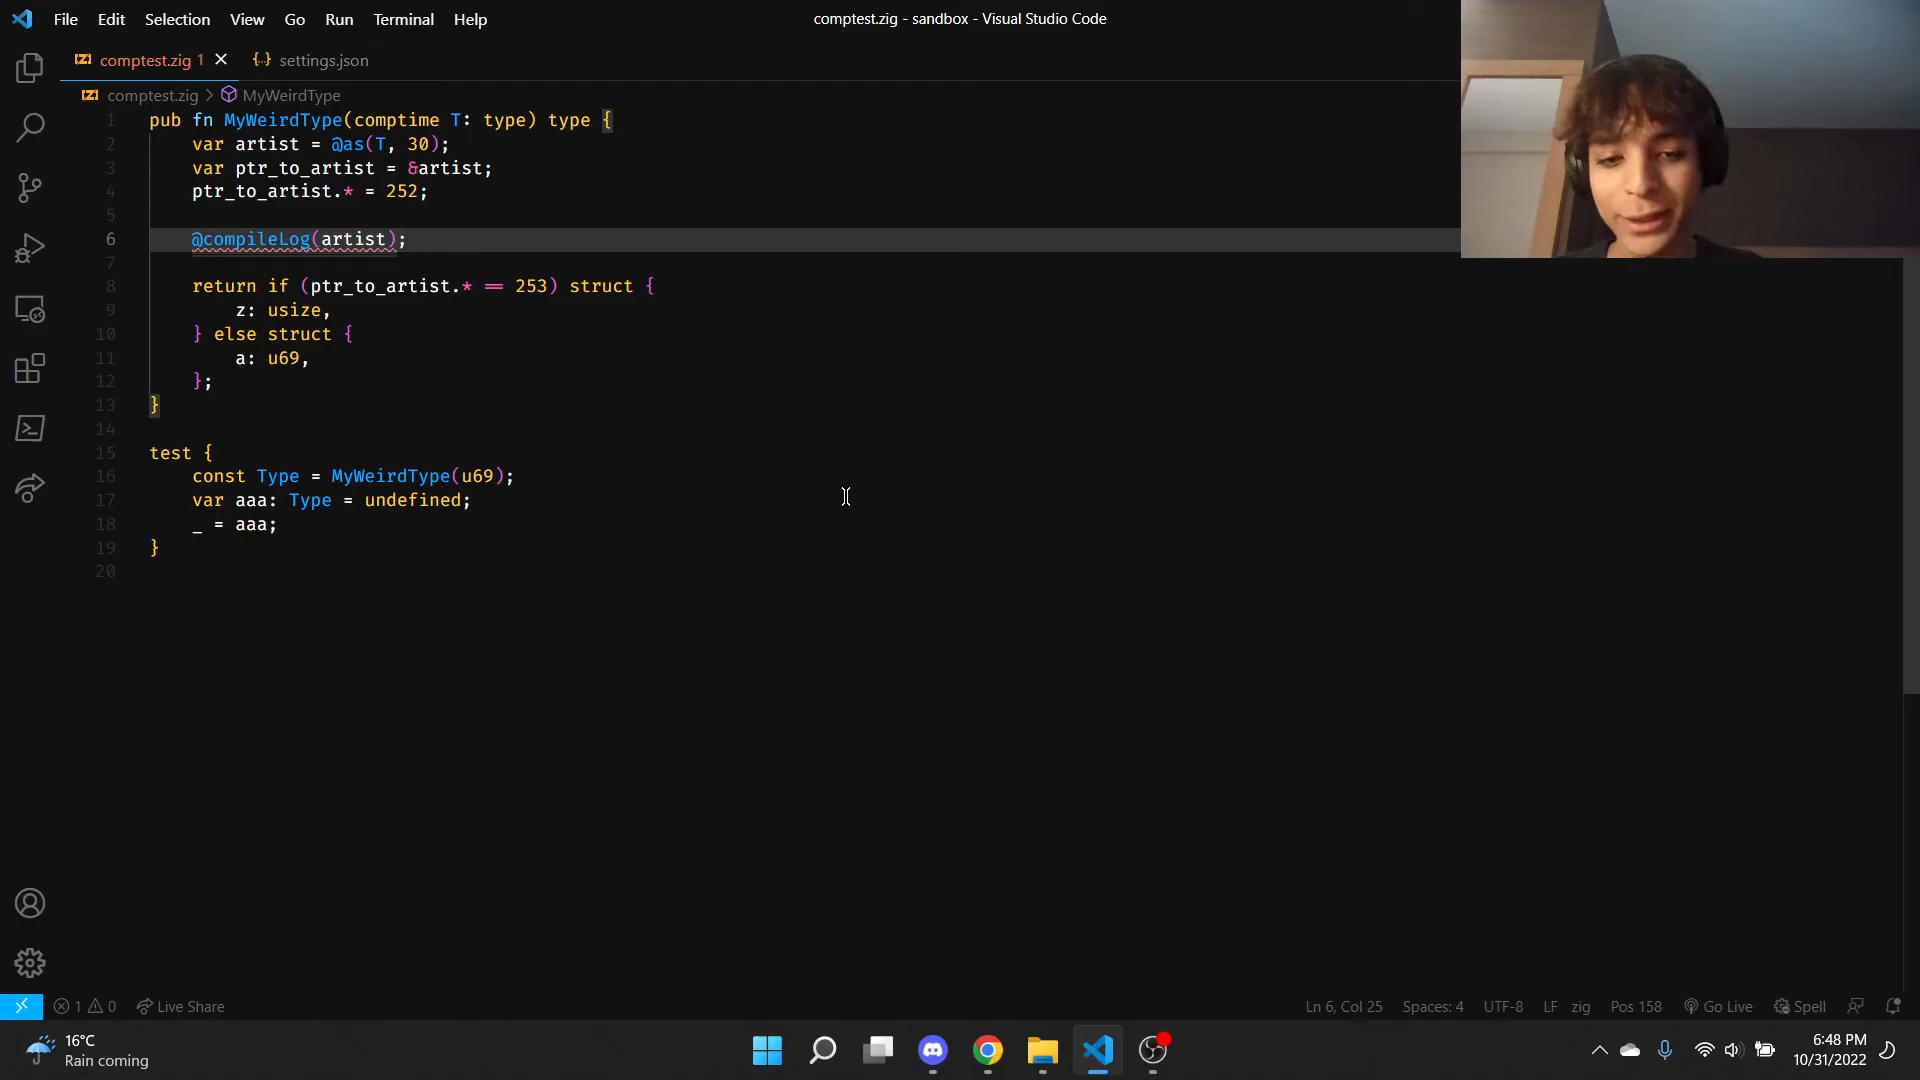 File Edit Selection View Go Run Terminal Help
comptest.zig - sandbox - Visual Studio Code
comptest.zig 1
settings.json
comptest.zig > MyWeirdType
1 pub fn MyWeirdType(comptime T: type) type {
2 var artist = @as(T, 30);
3 var ptr_to_artist = &artist;
4 ptr_to_artist.* = 252;
5
6 @compileLog(artist);
7
8 return if (ptr_to_artist.* == 253) struct {
9 z: usize,
10 } else struct {
11 a: u69,
12 };
13 }
14
15 test {
16 const Type = MyWeirdType(u69);
17 var aaa: Type = undefined;
18 _ = aaa;
19 }
20
1 0 Live Share
Ln 6, Col 25 Spaces: 4 UTF-8 LF zig Pos 158 Go Live Spell
16°C
Rain coming
6:48 PM
10/31/2022